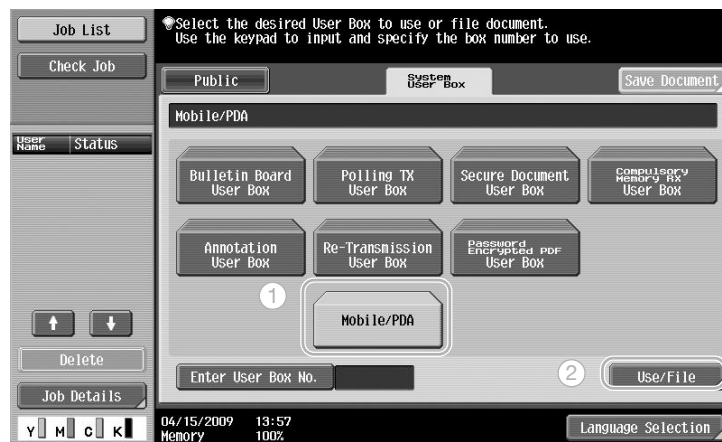 Job List
Check Job
Select the desired User Box to use or file document.
Use the keypad to input and specify the box number to use.
Public
System
User Box
Save Document
Mobile/PDA
User
Name
Status
Bulletin Board
User Box
Polling TX
User Box
Secure Document
User Box
Compulsory
Memory RX
User Box
Annotation
User Box
Re-Transmission
User Box
Password
Encrypted PDF
User Box
1
Mobile/PDA
Delete
Enter User Box No.
2
Use/File
Job Details
Y M C K
04/15/2009 13:57
Memory 100%
Language Selection